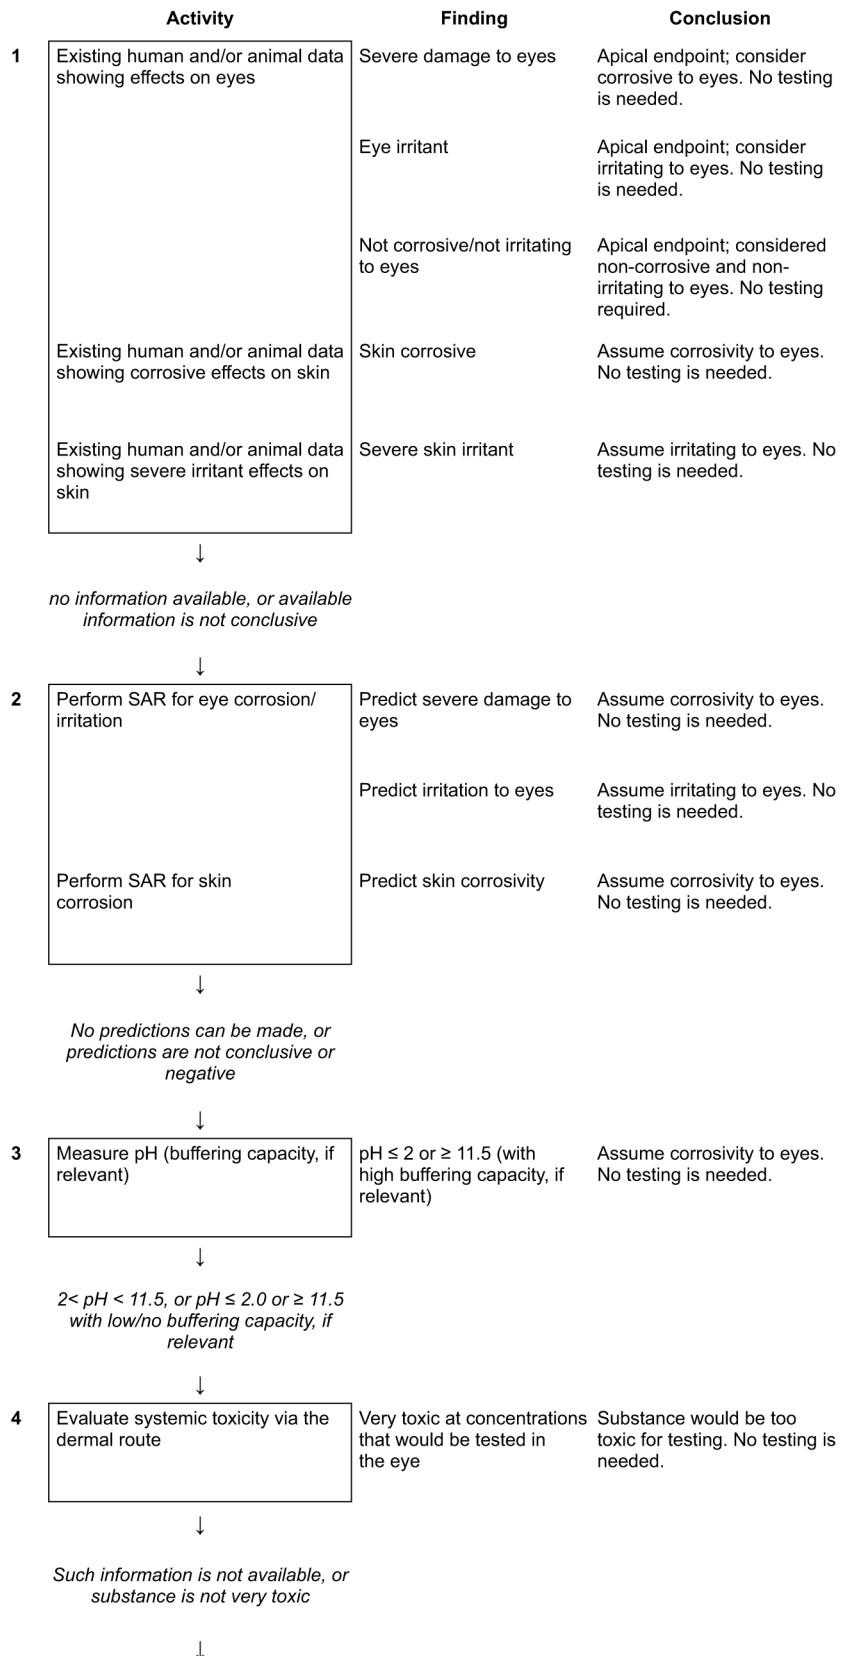 Activity Finding Conclusion
1 Existing human and/or animal data Severe damage to eyes Apical endpoint; consider
showing effects on eyes corrosive to eyes. No testing
is needed.
Eye irritant Apical endpoint; consider
irritating to eyes. No testing
is needed.
Not corrosive/not irritating Apical endpoint; considered
to eyes non-corrosive and non-
irritating to eyes. No testing
required.
Existing human and/or animal data Skin corrosive Assume corrosivity to eyes.
showing corrosive effects on skin No testing is needed.
Existing human and/or animal data Severe skin irritant Assume irritating to eyes. No
showing severe irritant effects on testing is needed.
skin
↓
no information available, or available
information is not conclusive
↓
2 Perform SAR for eye corrosion/ Predict severe damage to Assume corrosivity to eyes.
irritation eyes No testing is needed.
Predict irritation to eyes Assume irritating to eyes. No
testing is needed.
Perform SAR for skin Predict skin corrosivity Assume corrosivity to eyes.
corrosion No testing is needed.
↓
No predictions can be made, or
predictions are not conclusive or
negative
↓
3 Measure pH (buffering capacity, if pH ≤ 2 or ≥ 11.5 (with Assume corrosivity to eyes.
relevant) high buffering capacity, if No testing is needed.
relevant)
↓
2< pH < 11.5, or pH ≤ 2.0 or ≥ 11.5
with low/no buffering capacity, if
relevant
↓
4 Evaluate systemic toxicity via the Very toxic at concentrations Substance would be too
dermal route that would be tested in toxic for testing. No testing is
the eye needed.
↓
Such information is not available, or
substance is not very toxic
↓